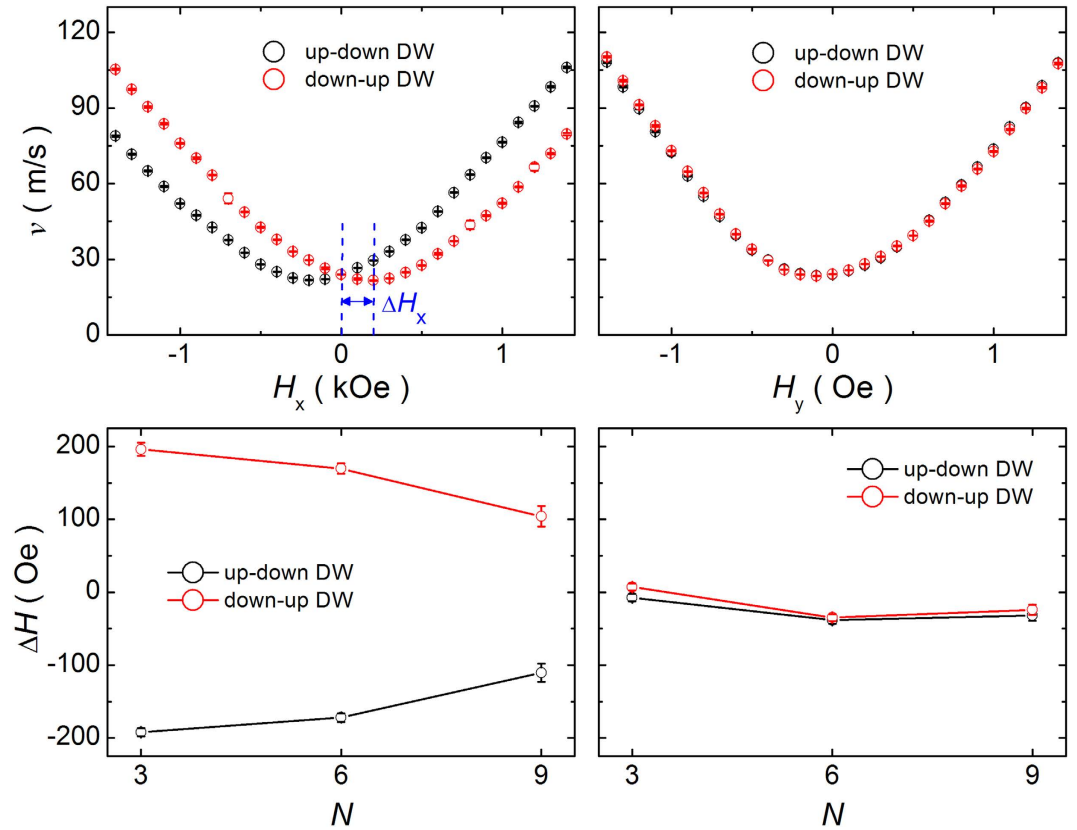 120
90
60
30
0
v ( m/s )
up-down DW
down-up DW
ΔHx
-1
0
1
Hx ( kOe )
up-down DW
down-up DW
-1
0
1
Hy ( Oe )
200
100
0
-100
-200
ΔH ( Oe )
up-down DW
down-up DW
3
6
9
N
up-down DW
down-up DW
3
6
9
N